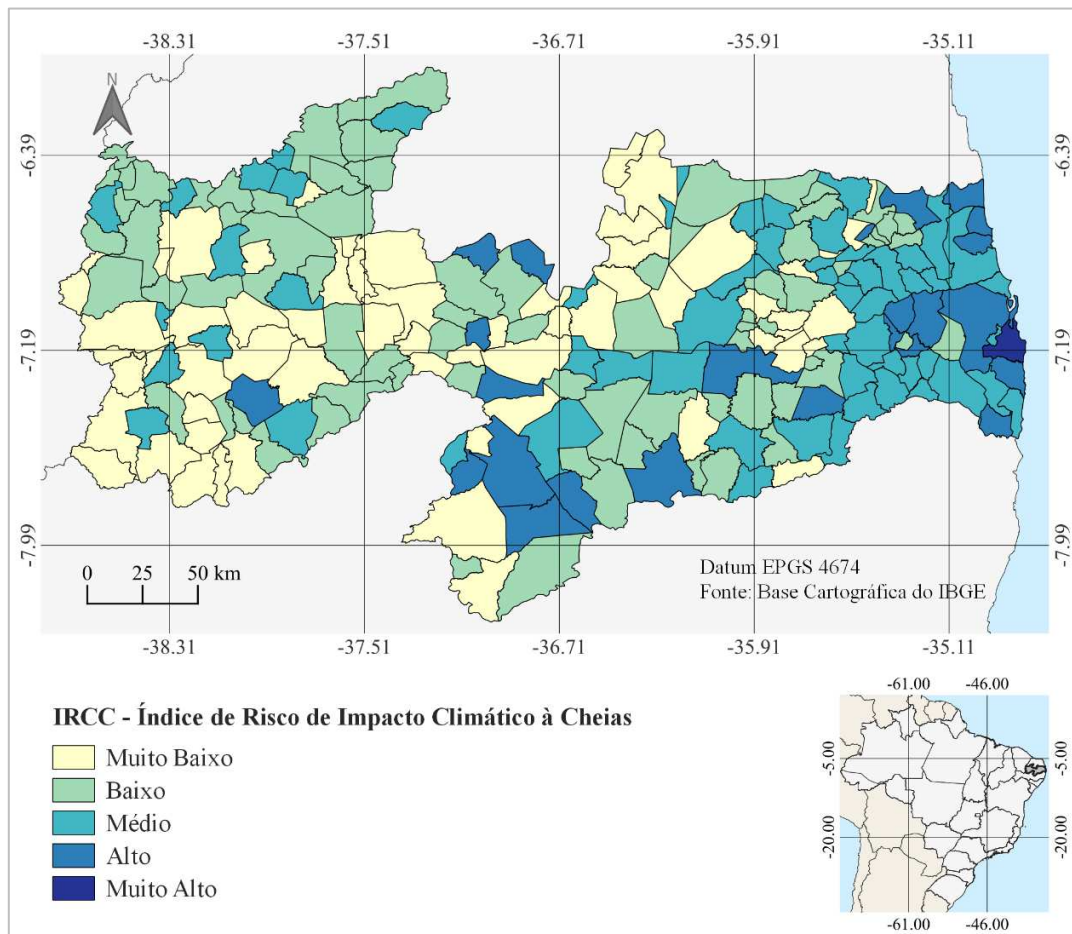 -38.31 -37.51 -36.71 -35.91 -35.11
N
-6.39 -6.39
-7.19 -7.19
-7.99 -7.99
0 25 50 km
Datum EPGS 4674
Fonte: Base Cartográfica do IBGE
-38.31 -37.51 -36.71 -35.91 -35.11
IRCC - Índice de Risco de Impacto Climático à Cheias
Muito Baixo
Baixo
Médio
Alto
Muito Alto
-61.00 -46.00
-5.00 -5.00
-20.00 -20.00
-61.00 -46.00